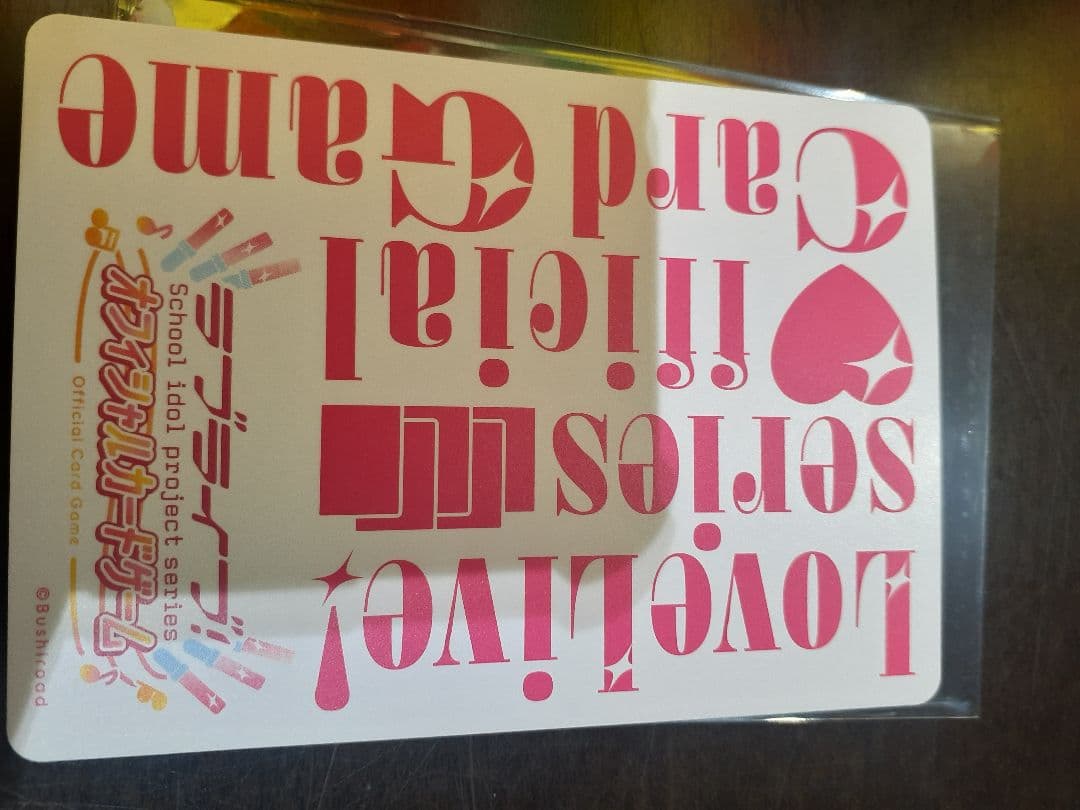 LoveLive!
series
Official
Card Game
ラブライブ!
School idol project series
オフィシャルカードゲーム
Official Card Game
©Bushiroad